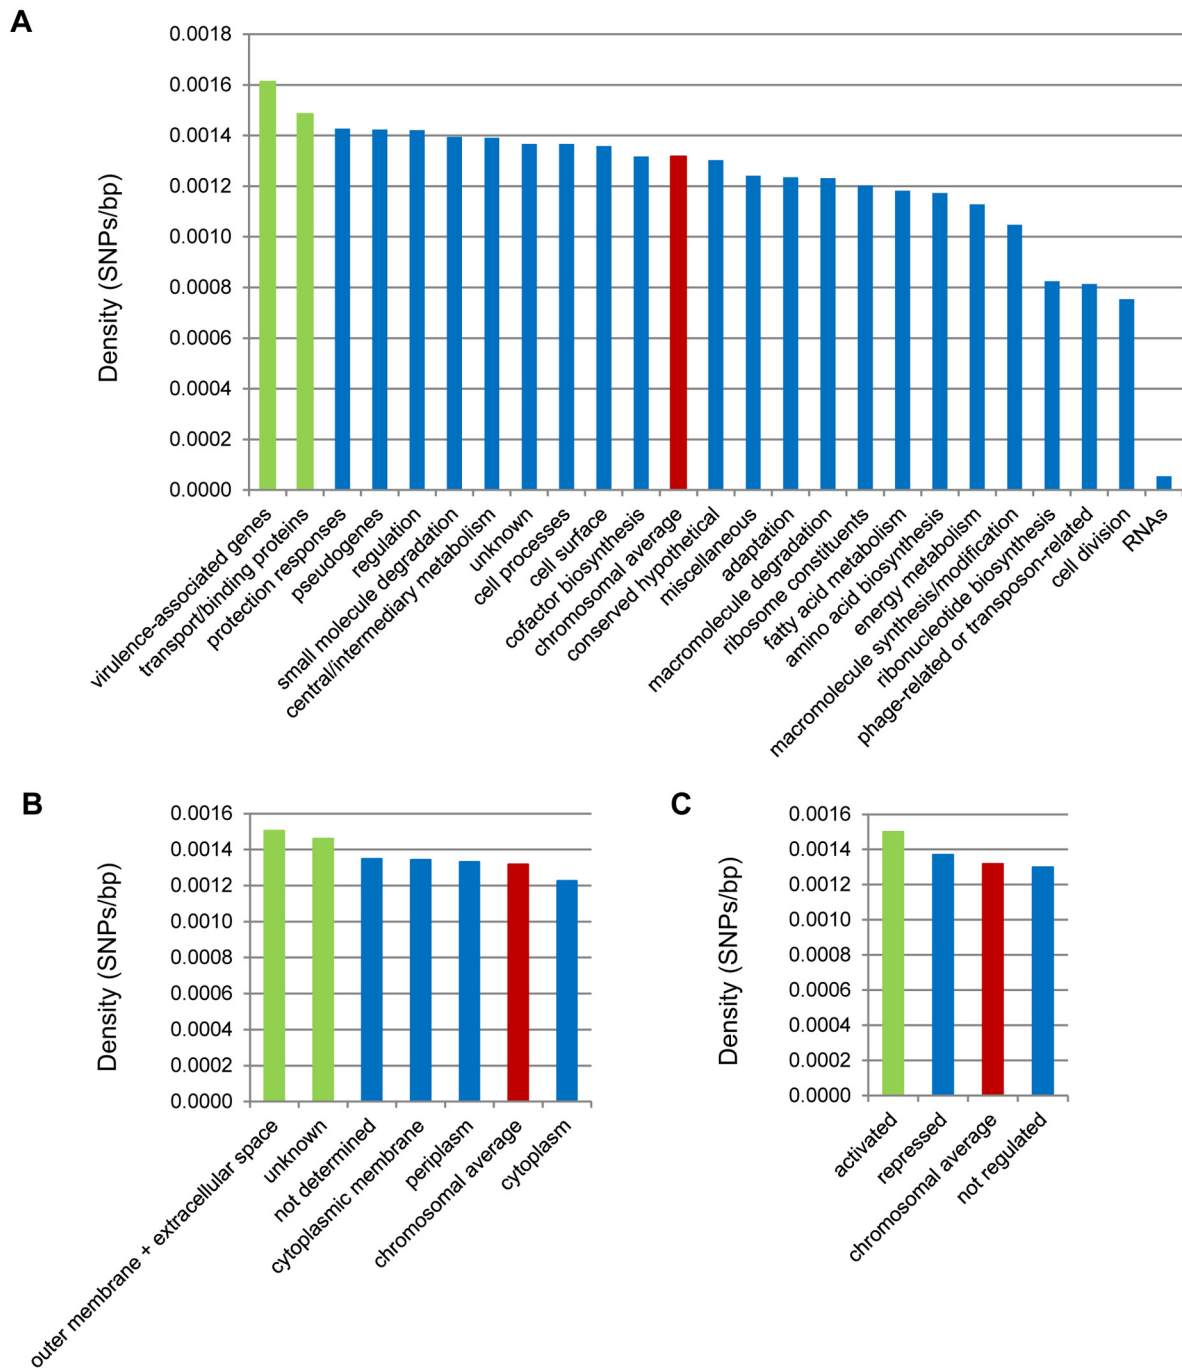 A
Density (SNPs/bp)
0.0018
0.0016
0.0014
0.0012
0.0010
0.0008
0.0006
0.0004
0.0002
0.0000
virulence-associated genes
transport/binding proteins
protection responses
pseudogenes
regulation
small molecule degradation
central/intermediary metabolism
unknown
cell processes
cell surface
cofactor biosynthesis
chromosomal average
conserved hypothetical
miscellaneous
adaptation
macromolecule degradation
ribosome constituents
fatty acid metabolism
amino acid biosynthesis
energy metabolism
macromolecule synthesis/modification
ribonucleotide biosynthesis
phage-related or transposon-related
cell division
RNAs
B
Density (SNPs/bp)
0.0016
0.0014
0.0012
0.0010
0.0008
0.0006
0.0004
0.0002
0.0000
outer membrane + extracellular space
unknown
not determined
cytoplasmic membrane
periplasm
chromosomal average
cytoplasm
C
Density (SNPs/bp)
0.0016
0.0014
0.0012
0.0010
0.0008
0.0006
0.0004
0.0002
0.0000
activated
repressed
chromosomal average
not regulated